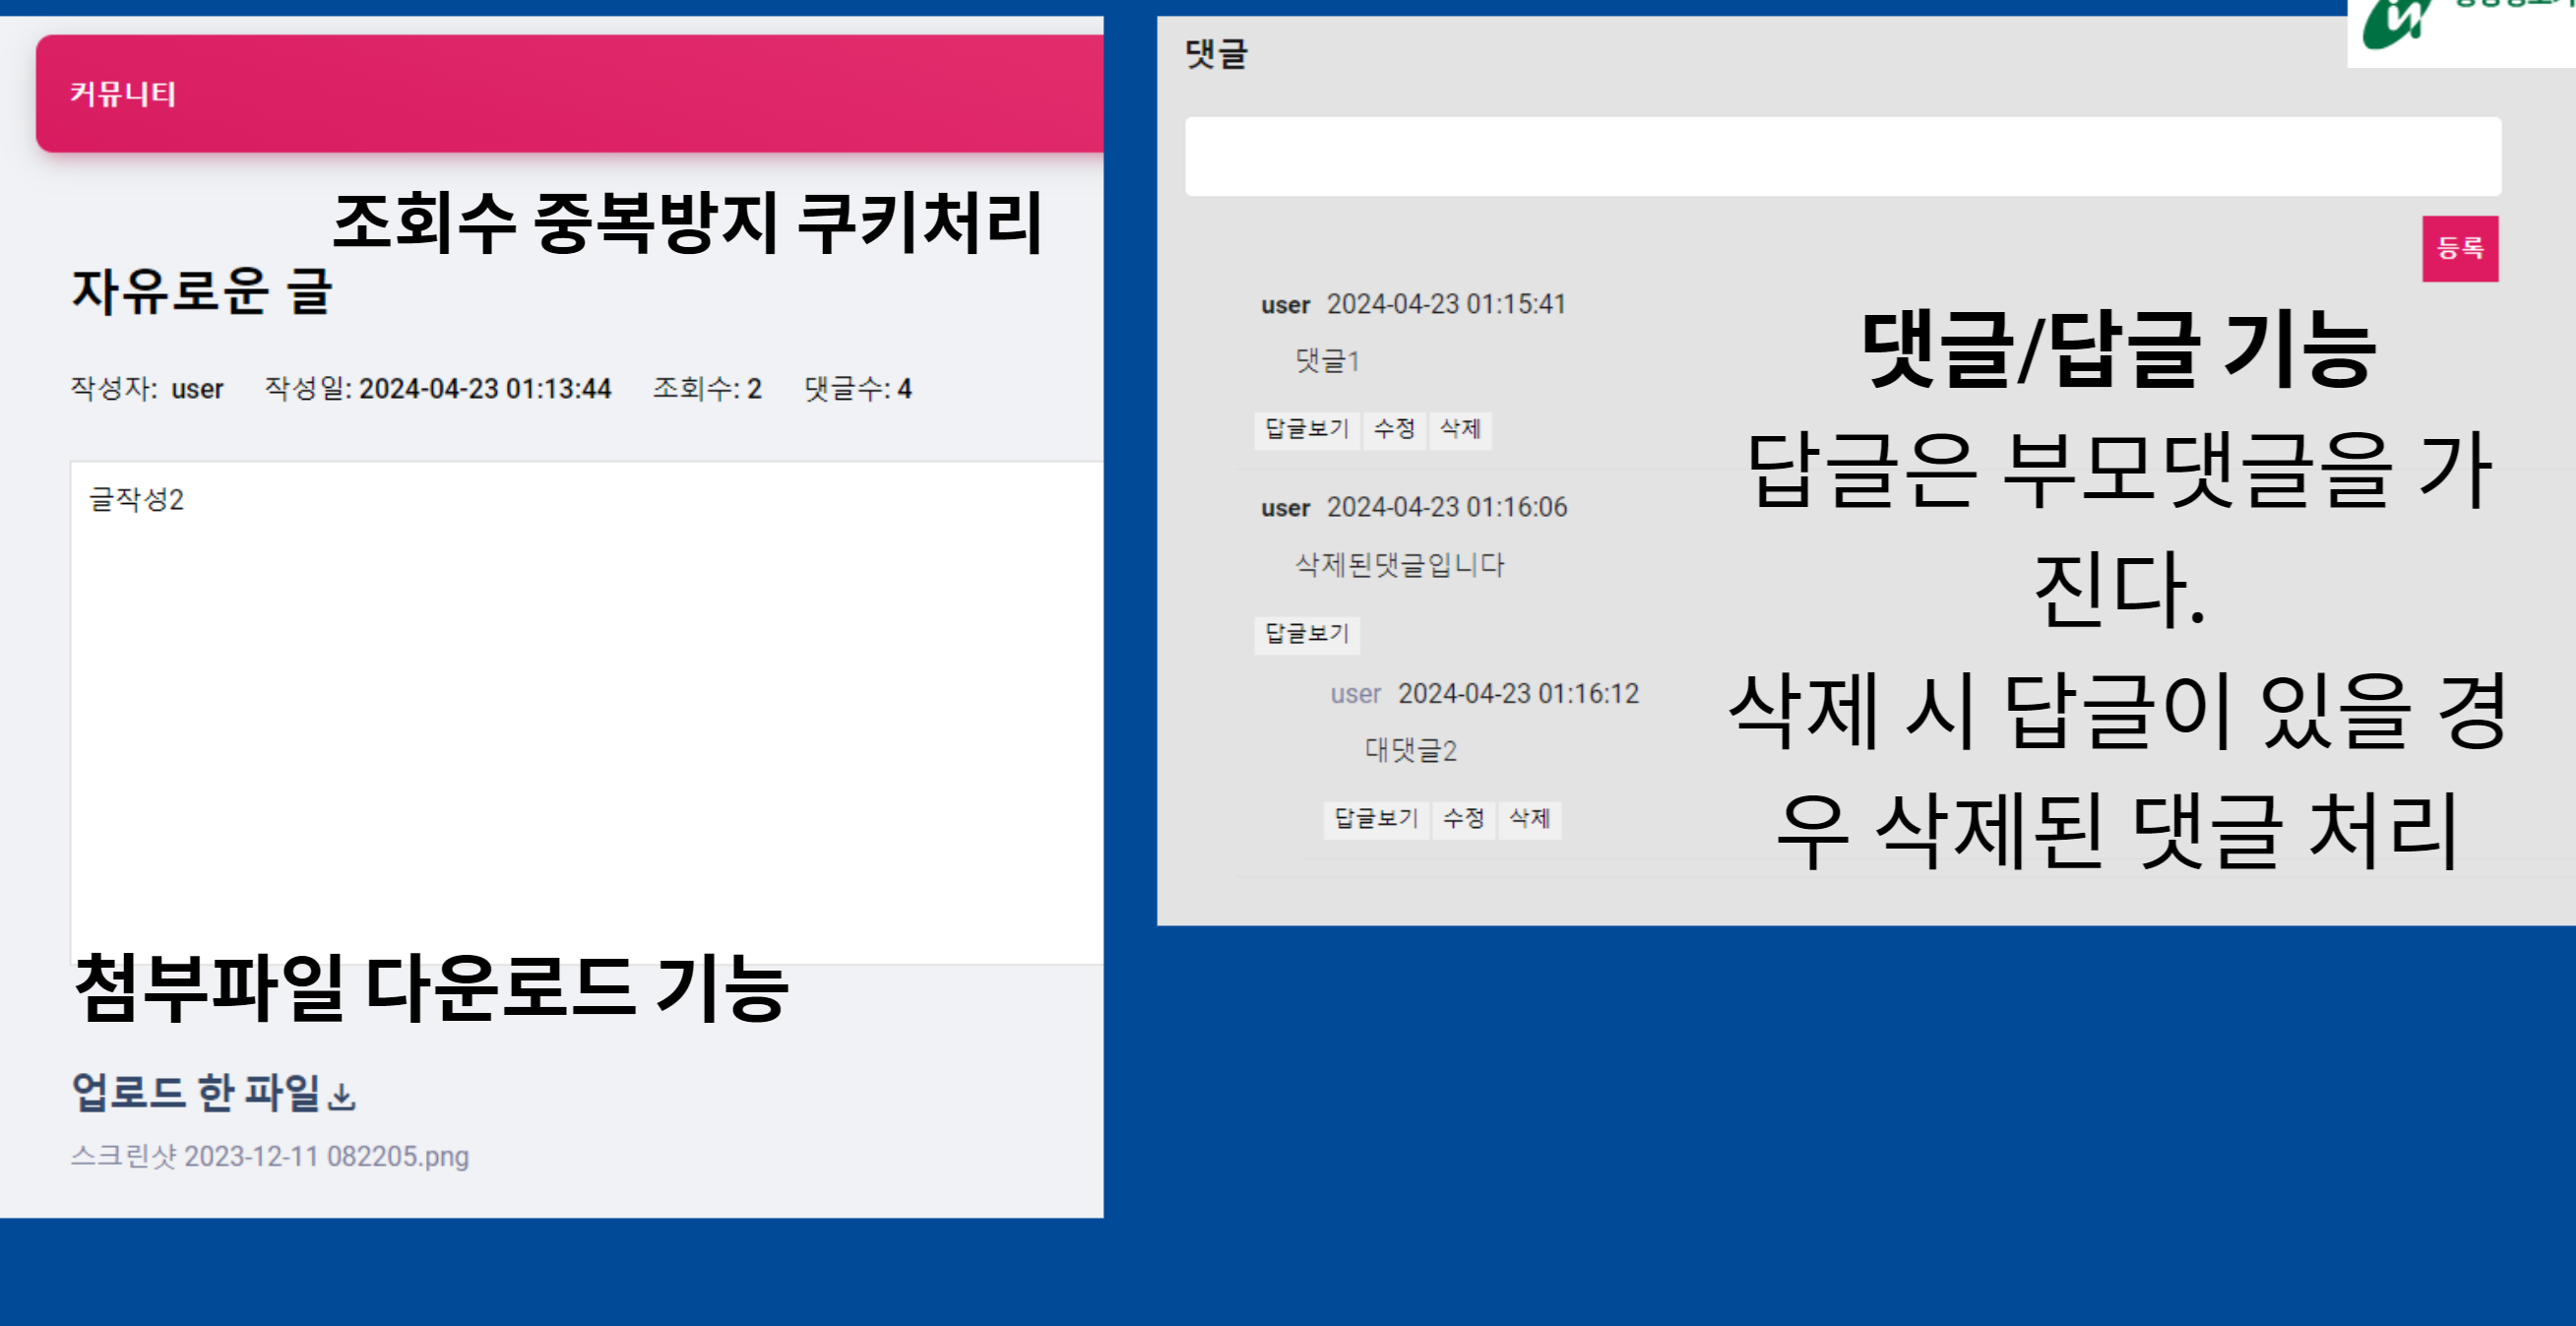 커뮤니티
조회수 중복방지 쿠키처리
자유로운 글
작성자: user 작성일: 2024-04-23 01:13:44 조회수: 2 댓글수: 4
글작성2
첨부파일 다운로드 기능
업로드 한 파일
스크린샷 2023-12-11 082205.png
댓글
등록
user 2024-04-23 01:15:41
댓글1
답글보기 수정 삭제
user 2024-04-23 01:16:06
삭제된댓글입니다
답글보기
user 2024-04-23 01:16:12
대댓글2
답글보기 수정 삭제
댓글/답글 기능
답글은 부모댓글을 가
진다.
삭제 시 답글이 있을 경
우 삭제된 댓글 처리